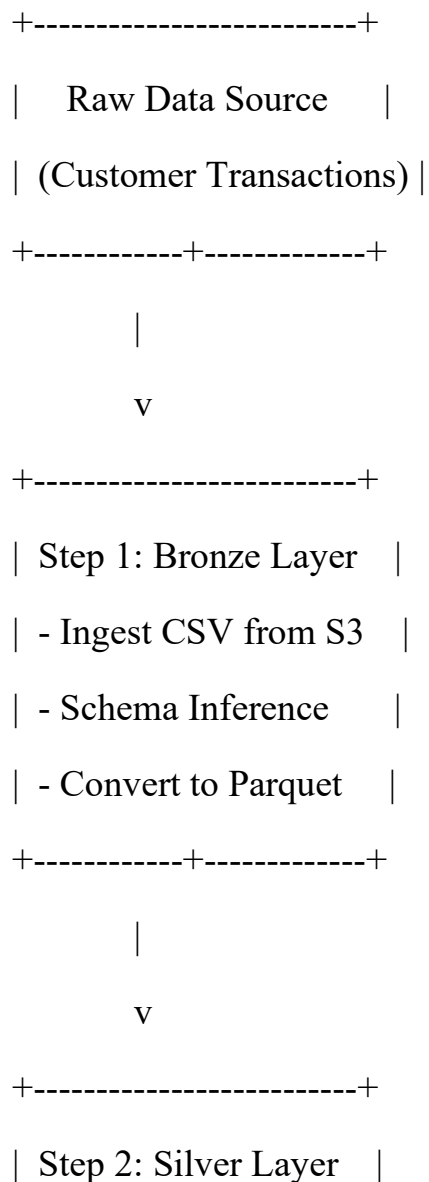 +--------------------------+
|     Raw Data Source      |
|  (Customer Transactions) |
+------------+-------------+
|
v
+--------------------------+
|  Step 1: Bronze Layer    |
|  - Ingest CSV from S3    |
|  - Schema Inference      |
|  - Convert to Parquet    |
+------------+-------------+
|
v
+--------------------------+
|  Step 2: Silver Layer    |